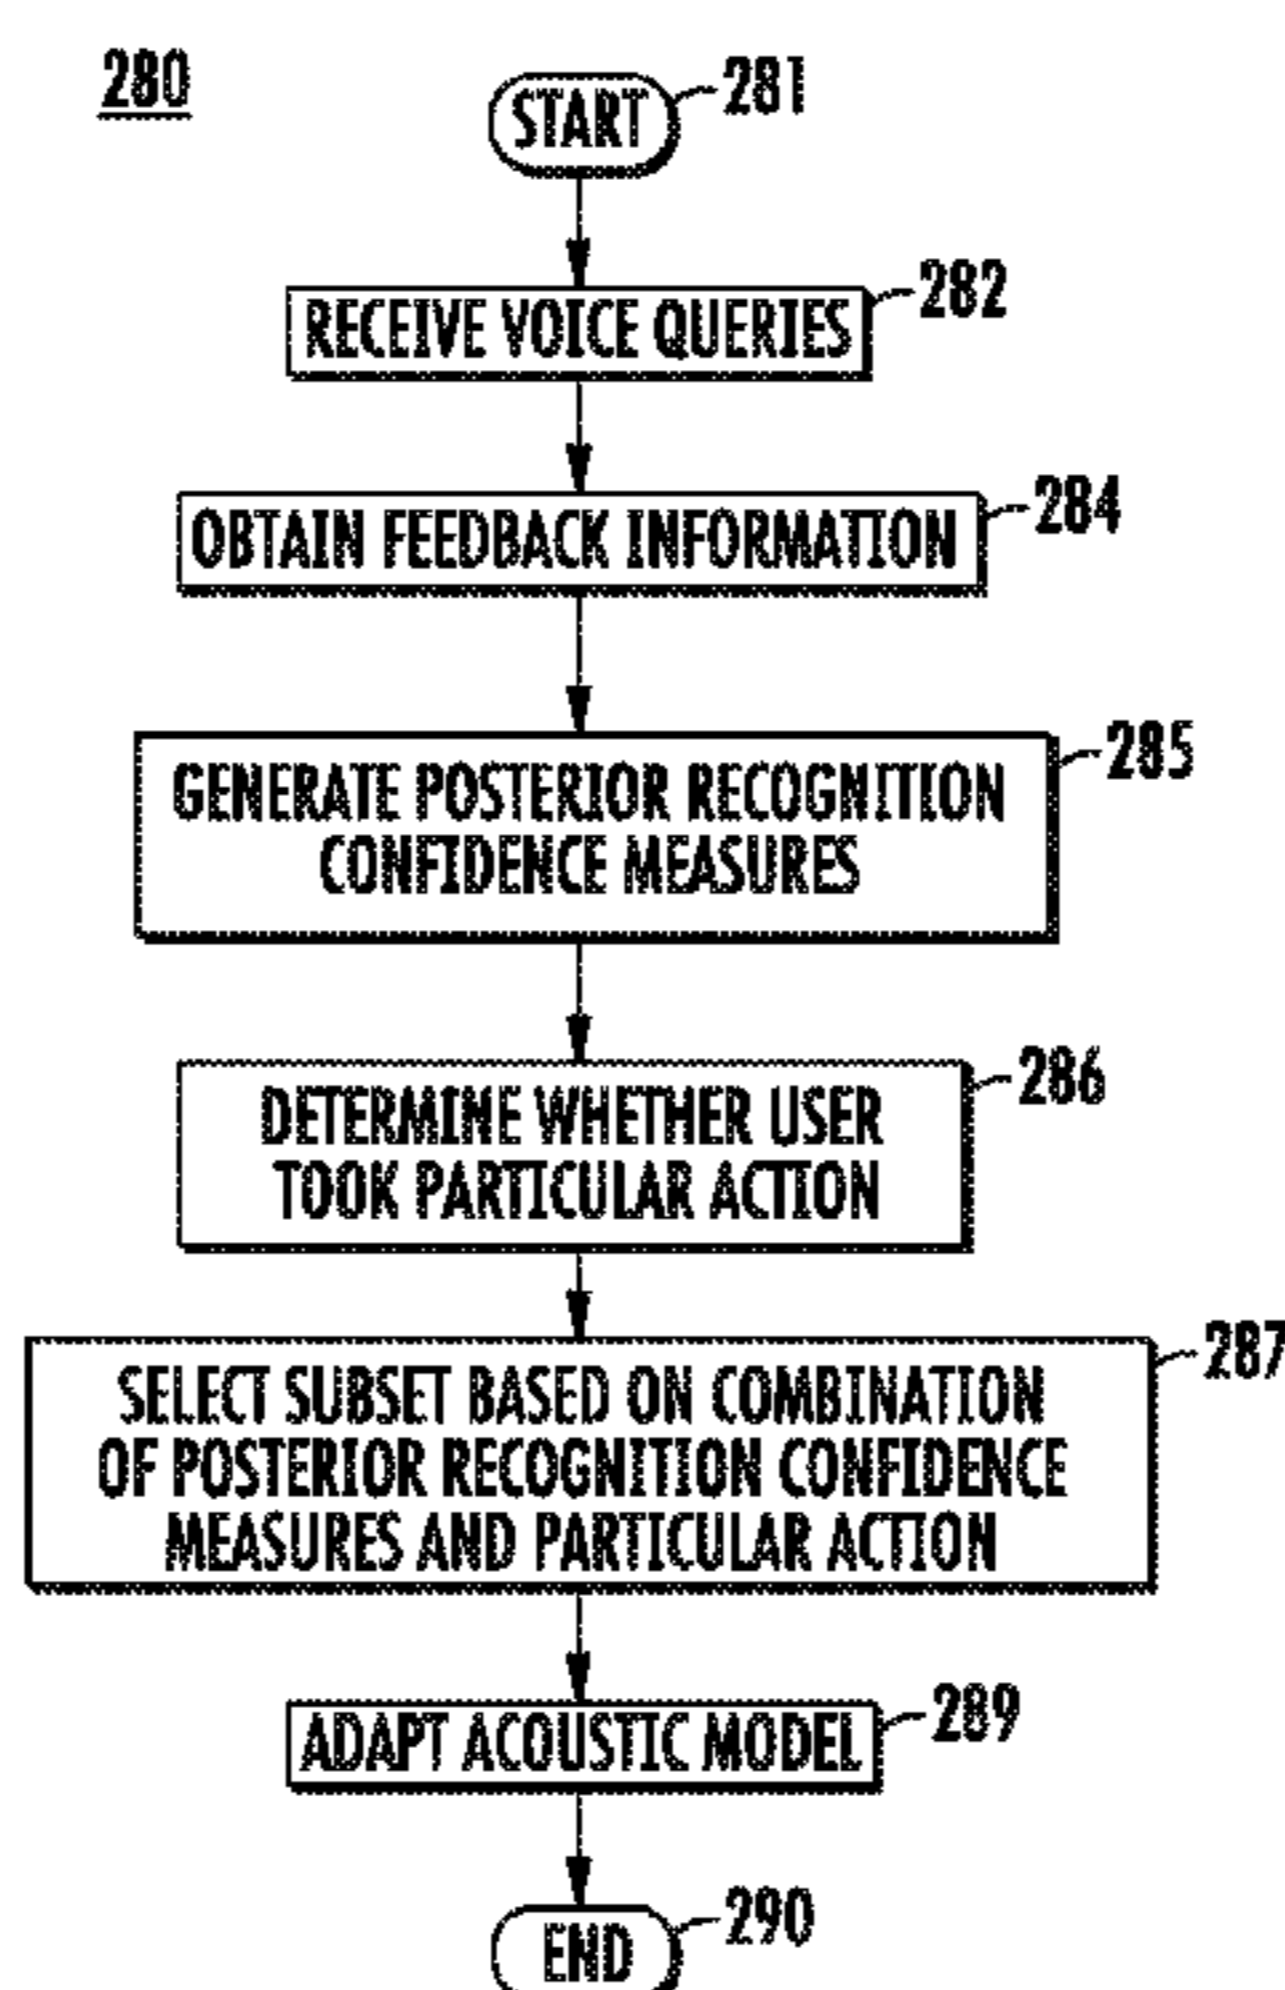 280
START
281
RECEIVE VOICE QUERIES
282
OBTAIN FEEDBACK INFORMATION
284
GENERATE POSTERIOR RECOGNITION
CONFIDENCE MEASURES
285
DETERMINE WHETHER USER
TOOK PARTICULAR ACTION
286
SELECT SUBSET BASED ON COMBINATION
OF POSTERIOR RECOGNITION CONFIDENCE
MEASURES AND PARTICULAR ACTION
287
ADAPT ACOUSTIC MODEL
289
END
290